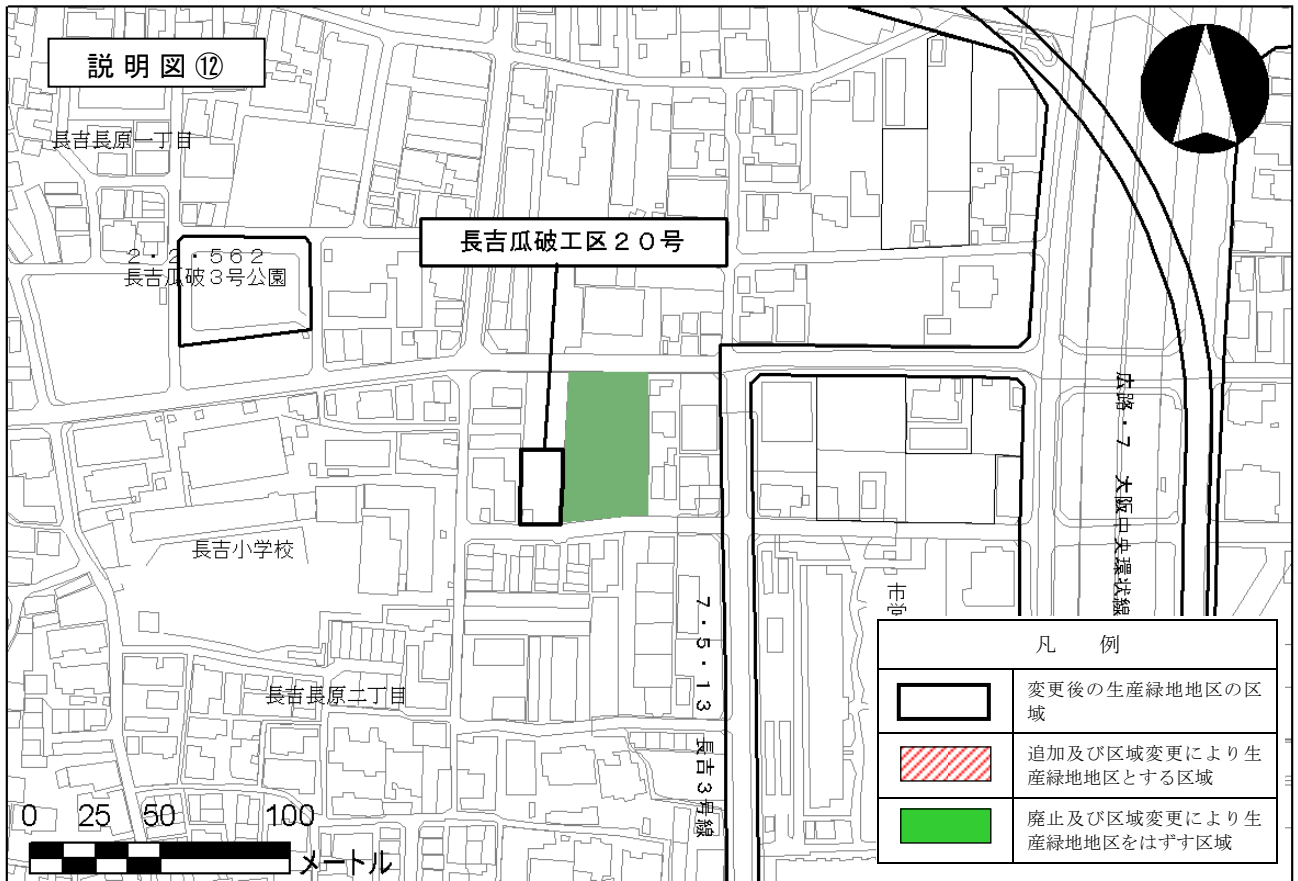 説明図⑫
長吉長原一丁目
長吉瓜破工区２０号
２・２・５６２
長吉瓜破３号公園
広路・７　大阪中央環状線
長吉小学校
市営
７・５・１３　長吉３号線
長吉長原二丁目
凡　例
変更後の生産緑地地区の区
域
追加及び区域変更により生
産緑地地区とする区域
廃止及び区域変更により生
産緑地地区をはずす区域
0 25 50 100
メートル